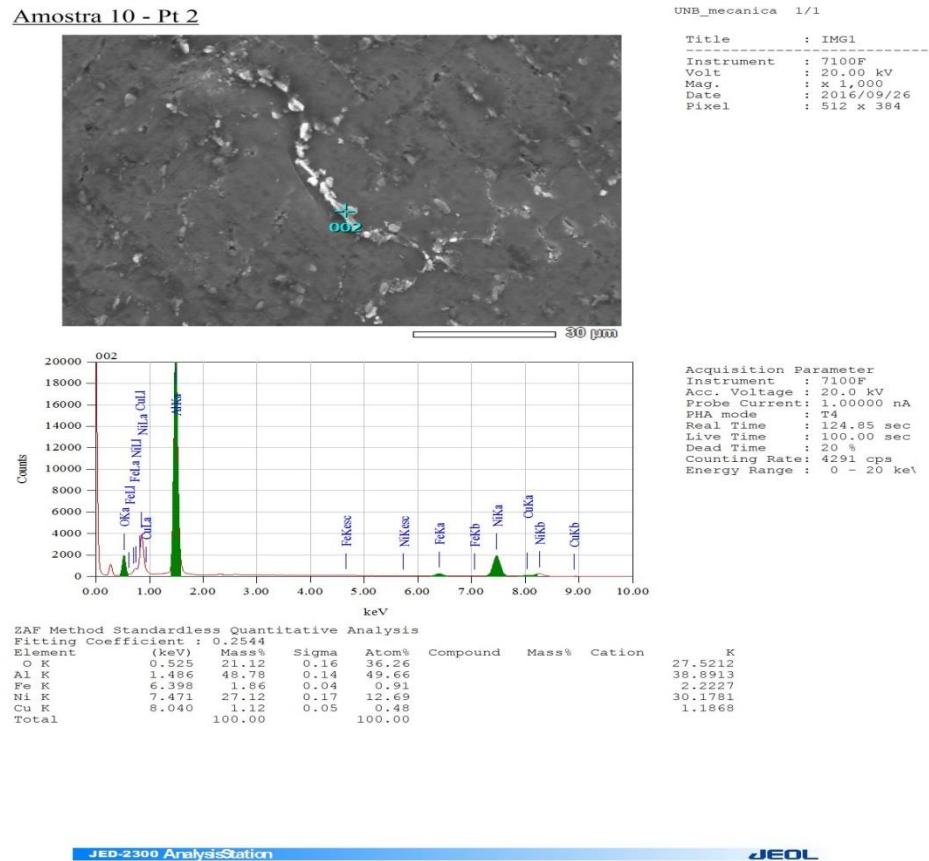 Amostra 10 - Pt 2
UNB_mecanica 1/1
Title : IMG1
Instrument : 7100F
Volt : 20.00 kV
Mag. : x 1,000
Date : 2016/09/26
Pixel : 512 x 384
002
30 µm
002
20000
18000
16000
14000
12000
10000
8000
6000
4000
2000
0
Counts
OKa
FeLl
FeLa
NiLl
NiLa
CuLl
CuLa
AlKa
FeKesc
NiKesc
FeKa
FeKb
NiKa
CuKa
NiKb
CuKb
0.00 1.00 2.00 3.00 4.00 5.00 6.00 7.00 8.00 9.00 10.00
keV
Acquisition Parameter
Instrument : 7100F
Acc. Voltage : 20.0 kV
Probe Current: 1.00000 nA
PHA mode : T4
Real Time : 124.85 sec
Live Time : 100.00 sec
Dead Time : 20 %
Counting Rate: 4291 cps
Energy Range : 0 - 20 keV
ZAF Method Standardless Quantitative Analysis
Fitting Coefficient : 0.2544
Element (keV) Mass% Sigma Atom% Compound Mass% Cation K
O K 0.525 21.12 0.16 36.26 27.5212
Al K 1.486 48.78 0.14 49.66 38.8913
Fe K 6.398 1.86 0.04 0.91 2.2227
Ni K 7.471 27.12 0.17 12.69 30.1781
Cu K 8.040 1.12 0.05 0.48 1.1868
Total 100.00 100.00
JED-2300 AnalysisStation
JEOL